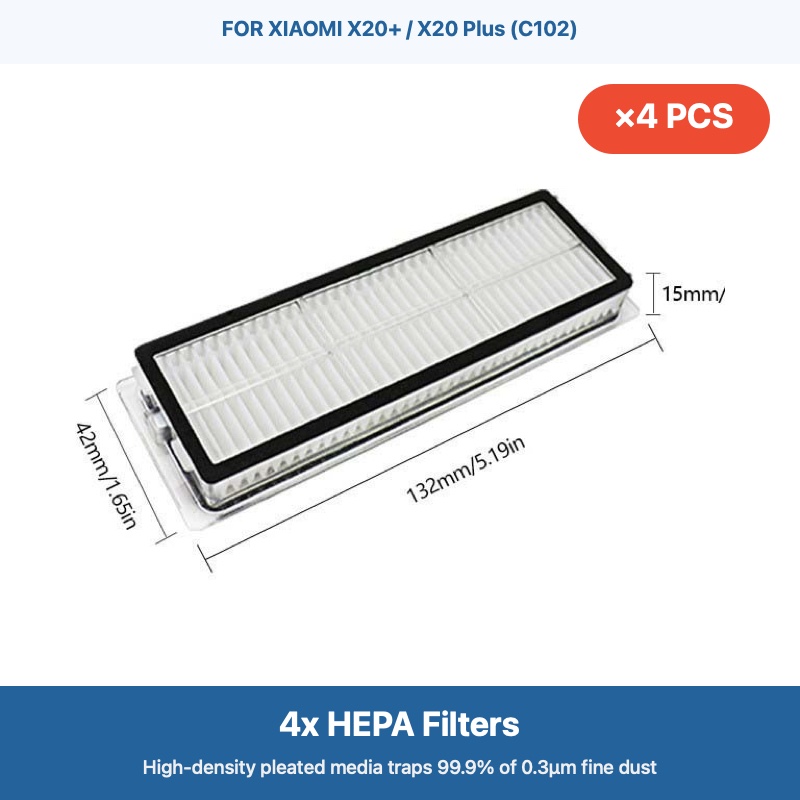 FOR XIAOMI X20+ / X20 Plus (C102)
×4 PCS
15mm/
42mm/1.65in
132mm/5.19in
4x HEPA Filters
High-density pleated media traps 99.9% of 0.3μm fine dust